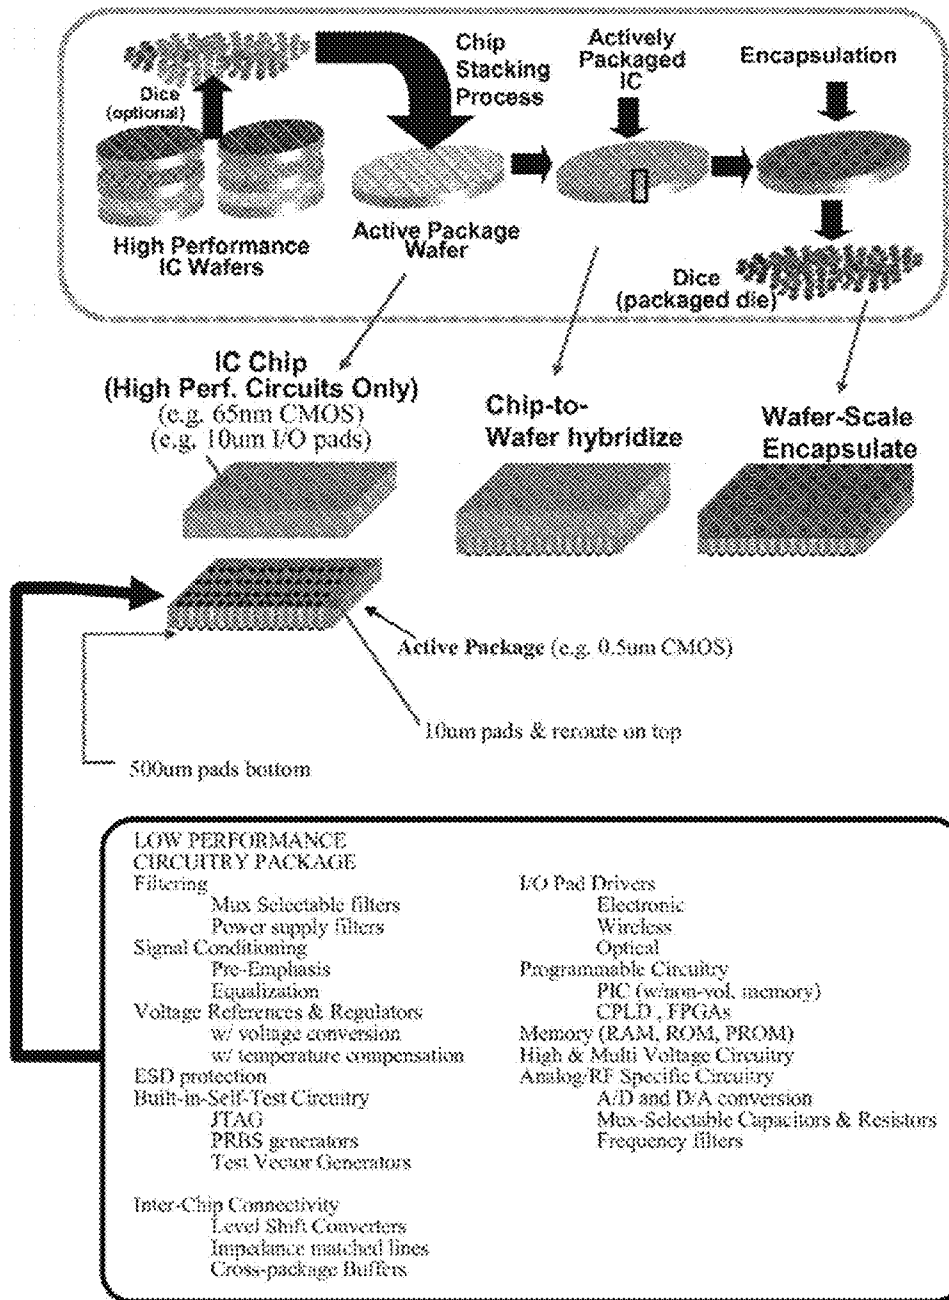 Dice
(optional)
Chip
Stacking
Process
Actively
Packaged
IC
Encapsulation
High Performance
IC Wafers
Active Package
Wafer
Dice
(packaged die)
IC Chip
(High Perf. Circuits Only)
(e.g. 65nm CMOS)
(e.g. 10um I/O pads)
Chip-to-
Wafer hybridize
Wafer-Scale
Encapsulate
Active Package (e.g. 0.5um CMOS)
10um pads & reroute on top
500um pads bottom
LOW PERFORMANCE
CIRCUITRY PACKAGE
Filtering
Mux Selectable filters
Power supply filters
Signal Conditioning
Pre-Emphasis
Equalization
Voltage References & Regulators
w/ voltage conversion
w/ temperature compensation
ESD protection
Built-in-Self-Test Circuitry
JTAG
PRBS generators
Test Vector Generators
Inter-Chip Connectivity
Level Shift Converters
Impedance matched lines
Cross-package Buffers
I/O Pad Drivers
Electronic
Wireless
Optical
Programmable Circuitry
PIC (w/non-vol. memory)
CPLD , FPGAs
Memory (RAM, ROM, PROM)
High & Multi Voltage Circuitry
Analog/RF Specific Circuitry
A/D and D/A conversion
Mux-Selectable Capacitors & Resistors
Frequency filters